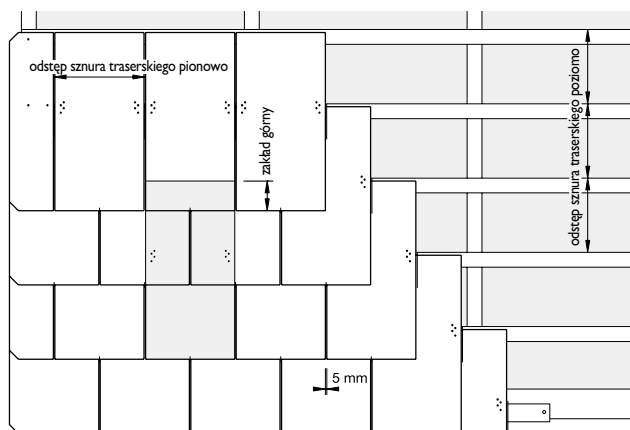 odstęp sznura traserskiego pionowo
zakład górny
odstęp sznura traserskiego poziomo
5 mm